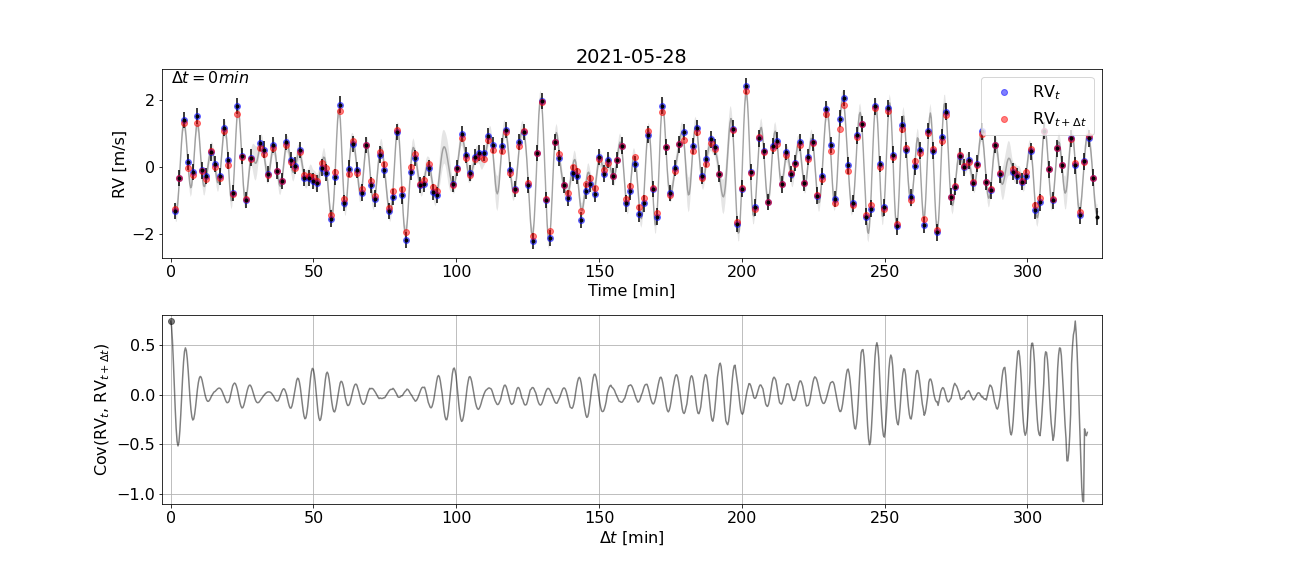 2021-05-28
Δt = 0min
RV_t
RV_{t+Δt}
RV [m/s]
2
0
−2
0 50 100 150 200 250 300
Time [min]
Cov(RV_t, RV_{t+Δt})
0.5
0.0
−0.5
−1.0
0 50 100 150 200 250 300
Δt [min]